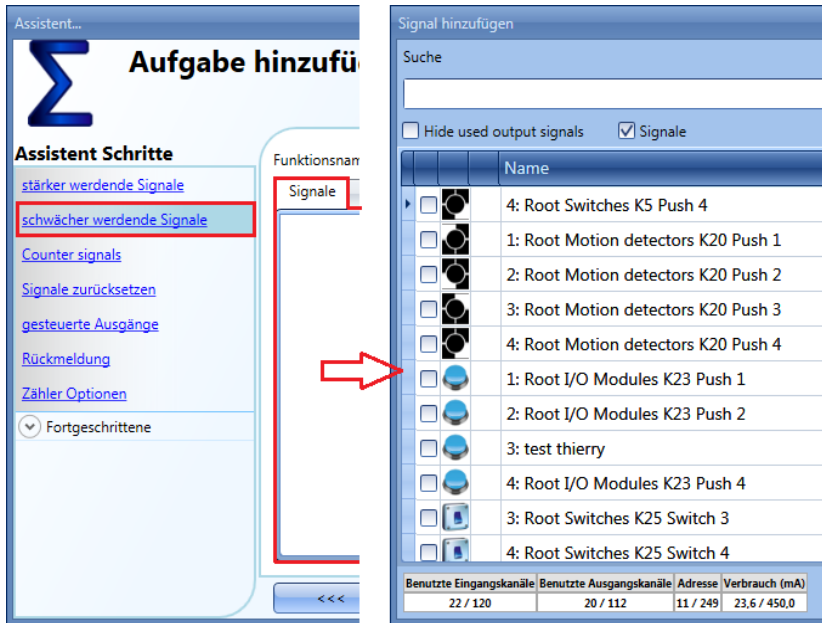 Assistent...
Aufgabe hinzufü
Assistent Schritte
stärker werdende Signale
schwächer werdende Signale
Counter signals
Signale zurücksetzen
gesteuerte Ausgänge
Rückmeldung
Zähler Optionen
Fortgeschrittene
Funktionsnam
Signale
<<<
Signal hinzufügen
Suche
Hide used output signals Signale
Name
4: Root Switches K5 Push 4
1: Root Motion detectors K20 Push 1
2: Root Motion detectors K20 Push 2
3: Root Motion detectors K20 Push 3
4: Root Motion detectors K20 Push 4
1: Root I/O Modules K23 Push 1
2: Root I/O Modules K23 Push 2
3: test thierry
4: Root I/O Modules K23 Push 4
3: Root Switches K25 Switch 3
4: Root Switches K25 Switch 4
Benutzte Eingangskanäle Benutzte Ausgangskanäle Adresse Verbrauch (mA)
22 / 120 20 / 112 11 / 249 23,6 / 450,0